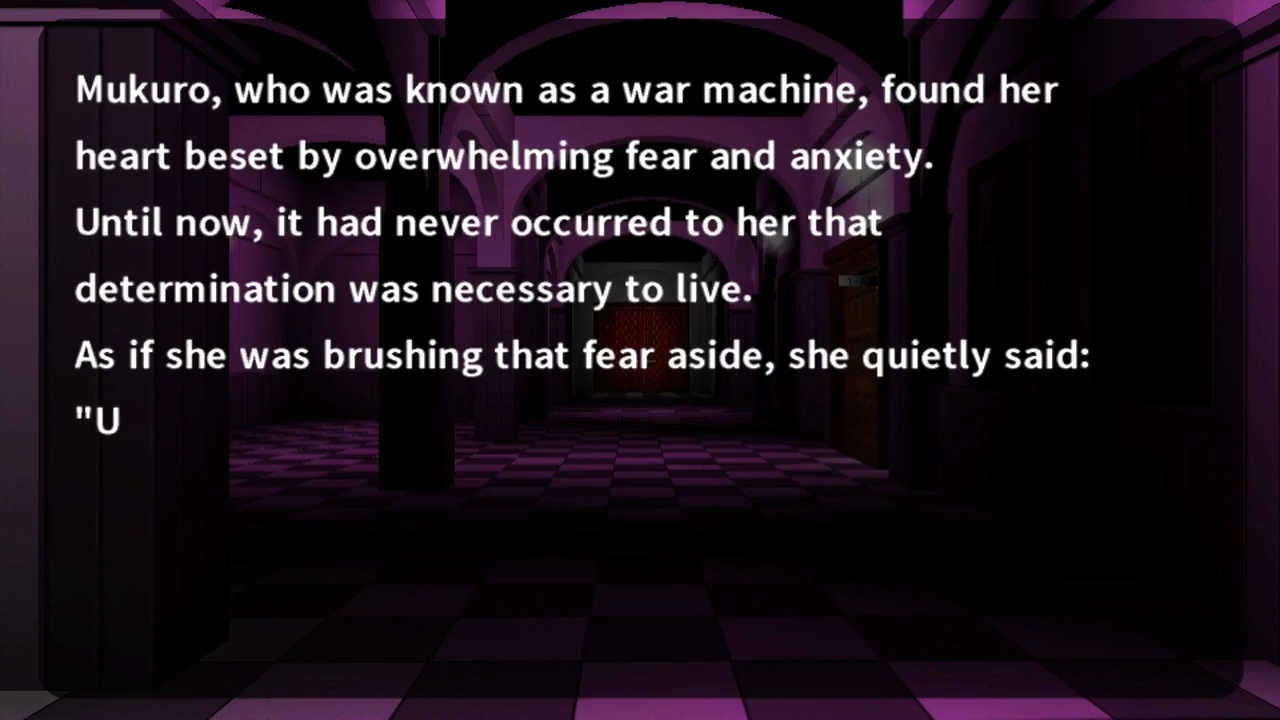 Mukuro, who was known as a war machine, found her
heart beset by overwhelming fear and anxiety.
Until now, it had never occurred to her that
determination was necessary to live.
As if she was brushing that fear aside, she quietly said:
"U